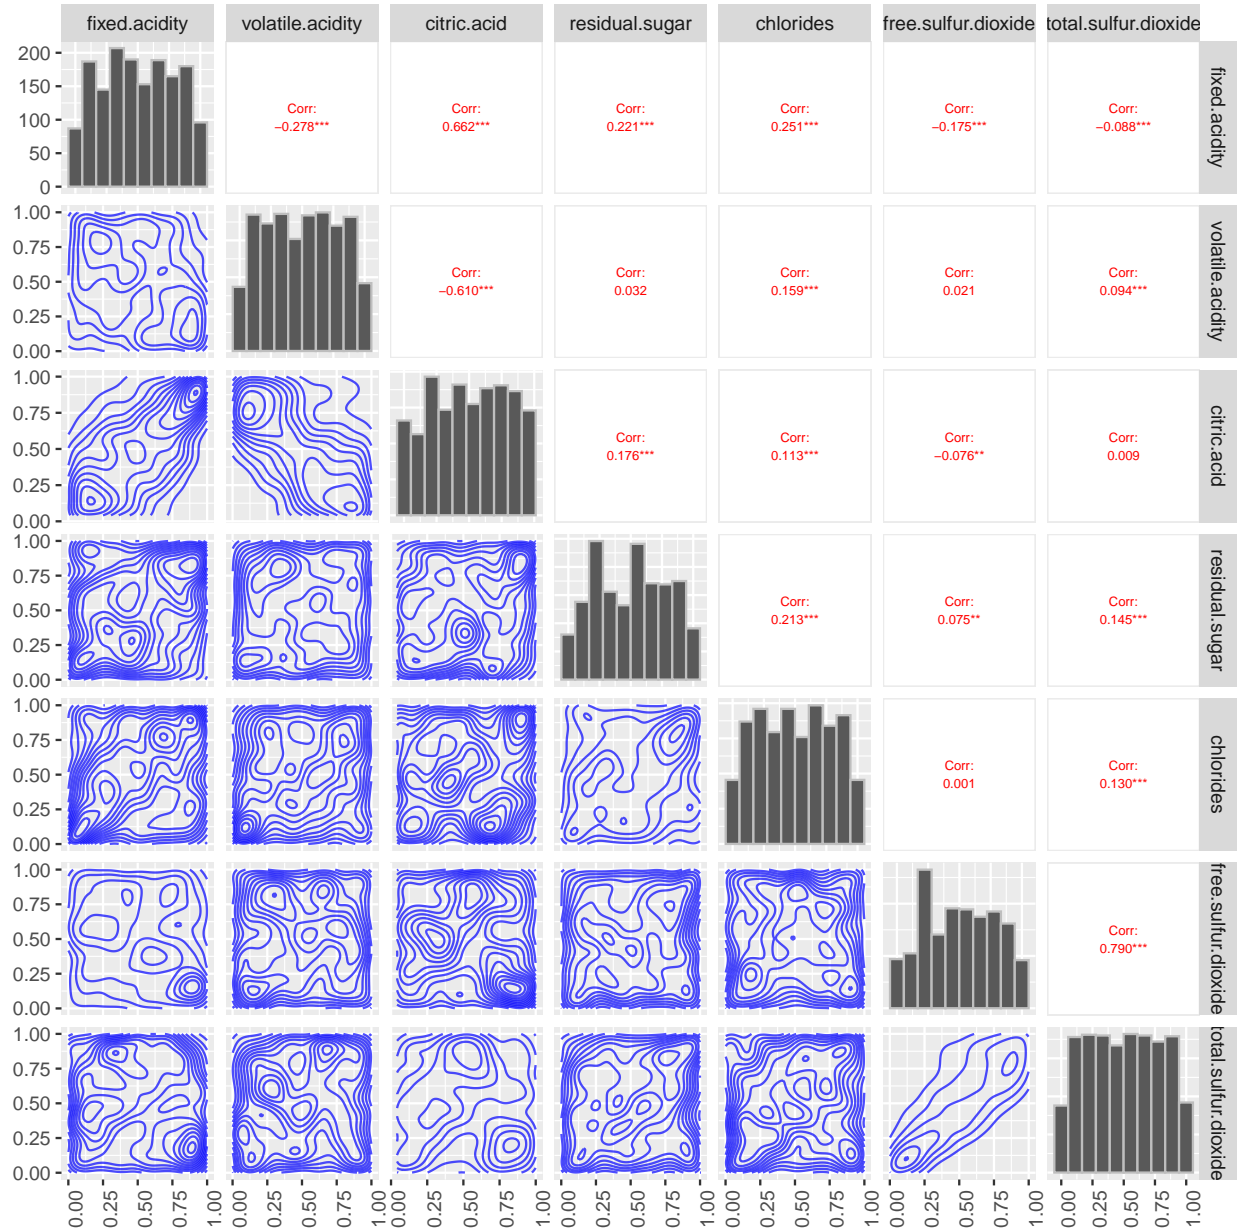 fixed.acidity volatile.acidity citric.acid residual.sugar chlorides free.sulfur.dioxide total.sulfur.dioxide
200
150
100
50
0
Corr:
−0.278***
Corr:
0.662***
Corr:
0.221***
Corr:
0.251***
Corr:
−0.175***
Corr:
−0.088***
fixed.acidity
1.00
0.75
0.50
0.25
0.00
Corr:
−0.610***
Corr:
0.032
Corr:
0.159***
Corr:
0.021
Corr:
0.094***
volatile.acidity
1.00
0.75
0.50
0.25
0.00
Corr:
0.176***
Corr:
0.113***
Corr:
−0.076**
Corr:
0.009
citric.acid
1.00
0.75
0.50
0.25
0.00
Corr:
0.213***
Corr:
0.075**
Corr:
0.145***
residual.sugar
1.00
0.75
0.50
0.25
0.00
Corr:
0.001
Corr:
0.130***
chlorides
1.00
0.75
0.50
0.25
0.00
Corr:
0.790***
free.sulfur.dioxide
1.00
0.75
0.50
0.25
0.00
total.sulfur.dioxide
0.00 0.25 0.50 0.75 1.00
0.00 0.25 0.50 0.75 1.00
0.00 0.25 0.50 0.75 1.00
0.00 0.25 0.50 0.75 1.00
0.00 0.25 0.50 0.75 1.00
0.00 0.25 0.50 0.75 1.00
0.00 0.25 0.50 0.75 1.00